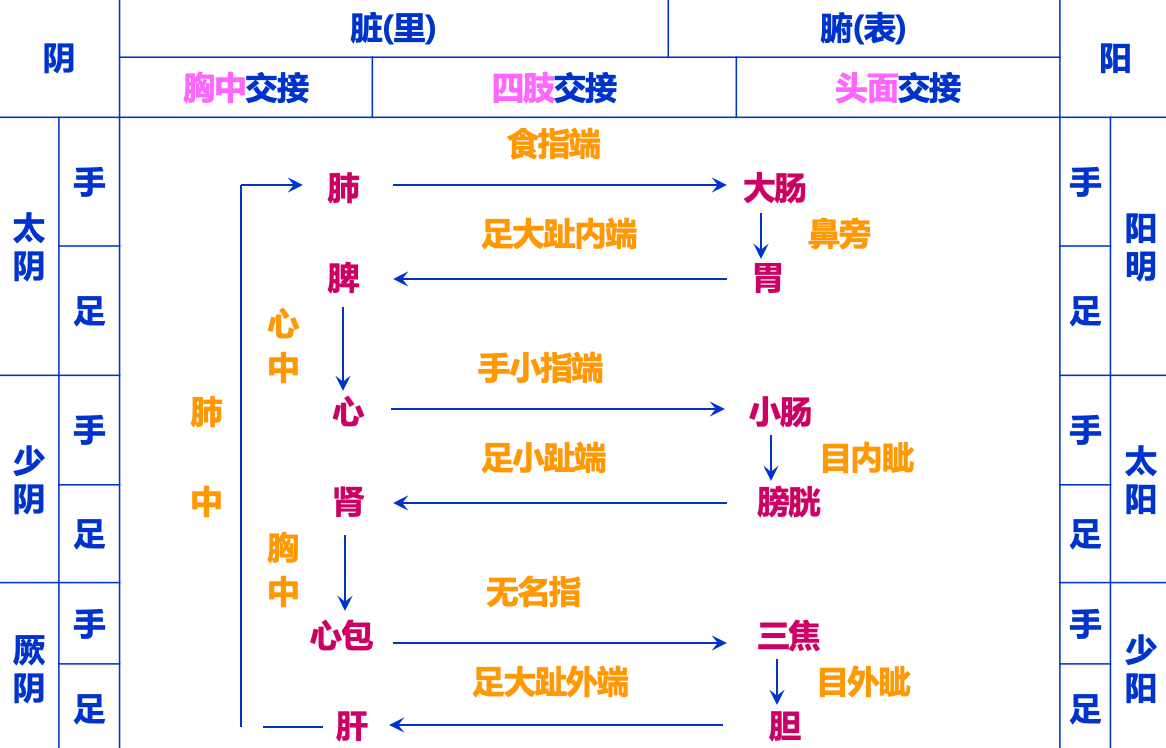 阴
脏(里)
腑(表)
阳
胸中交接
四肢交接
头面交接
太阴
手
足
食指端
肺
大肠
足大趾内端
鼻旁
脾
胃
手
足
阳明
心中
手小指端
少阴
手
足
肺中
心
小肠
足小趾端
目内眦
肾
膀胱
手
足
太阳
胸中
无名指
厥阴
手
足
心包
三焦
足大趾外端
目外眦
肝
胆
手
足
少阳